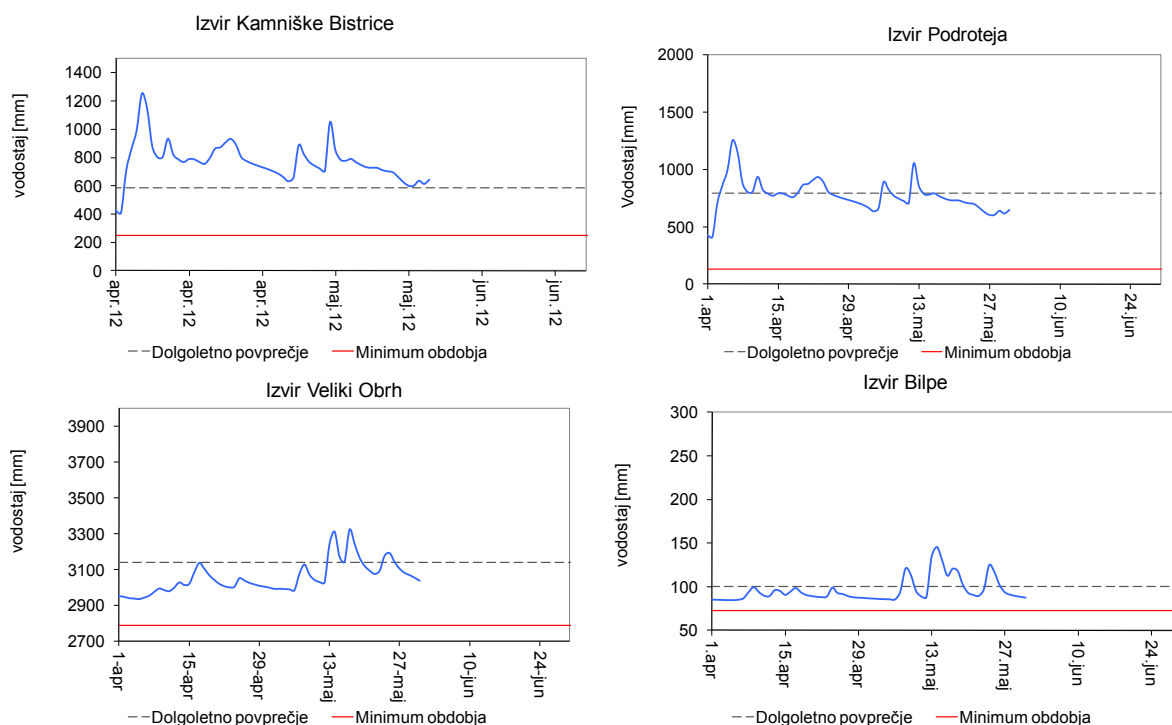 Izvir Kamniške Bistrice
vodostaj [mm]
1400
1200
1000
800
600
400
200
0
apr.12
apr.12
apr.12
maj.12
maj.12
jun.12
jun.12
Dolgoletno povprečje
Minimum obdobja
Izvir Podroteja
Vodostaj [mm]
2000
1500
1000
500
0
1.apr
15.apr
29.apr
13.maj
27.maj
10.jun
24.jun
Dolgoletno povprečje
Minimum obdobja
Izvir Veliki Obrh
vodostaj [mm]
3900
3700
3500
3300
3100
2900
2700
1-apr
15-apr
29-apr
13-maj
27-maj
10-jun
24-jun
Dolgoletno povprečje
Minimum obdobja
Izvir Bilpe
vodostaj [mm]
300
250
200
150
100
50
1.apr
15.apr
29.apr
13.maj
27.maj
10.jun
24.jun
Dolgoletno povprečje
Minimum obdobja